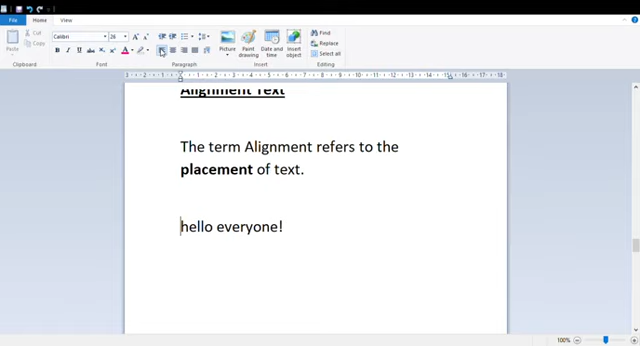 File Home View
Cut
Copy
Paste
Calibri 26
Picture
Paint
drawing
Date and
time
Insert
object
Find
Replace
Select all
Clipboard Font Paragraph Insert Editing
Alignment Text
The term Alignment refers to the
placement of text.
hello everyone!
100%